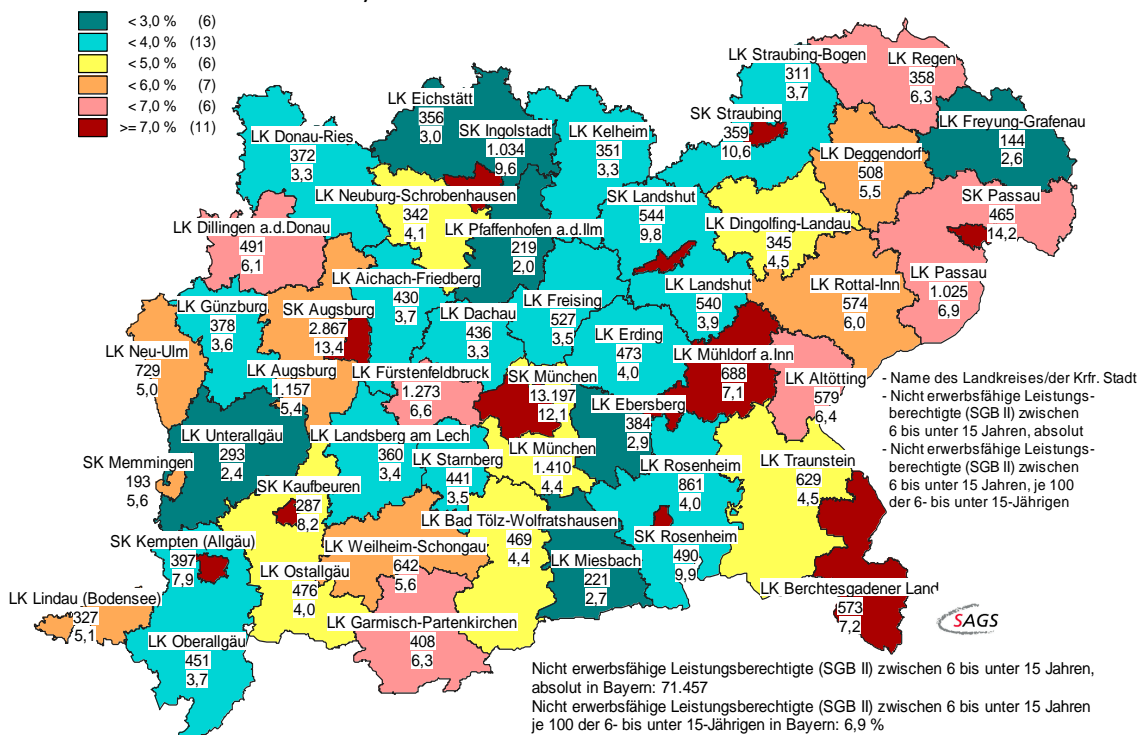 < 3,0 % (6)
< 4,0 % (13)
< 5,0 % (6)
< 6,0 % (7)
< 7,0 % (6)
>= 7,0 % (11)
LK Straubing-Bogen
311
3,7
LK Regen
358
6,3
LK Eichstätt
356
3,0
SK Ingolstadt
1.034
9,6
LK Kelheim
351
3,3
SK Straubing
359
10,6
LK Freyung-Grafenau
144
2,6
LK Donau-Ries
372
3,3
LK Deggendorf
508
5,5
LK Neuburg-Schrobenhausen
342
4,1
SK Landshut
544
9,8
SK Passau
465
14,2
LK Dillingen a.d.Donau
491
6,1
LK Pfaffenhofen a.d.Ilm
219
2,0
LK Dingolfing-Landau
345
4,5
LK Aichach-Friedberg
430
3,7
LK Landshut
540
3,9
LK Rottal-Inn
574
6,0
LK Passau
1.025
6,9
LK Günzburg
378
3,6
SK Augsburg
2.867
13,4
LK Dachau
436
3,3
LK Freising
527
3,5
LK Erding
473
4,0
LK Neu-Ulm
729
5,0
LK Mühldorf a.Inn
688
7,1
LK Augsburg
1.157
5,4
LK Fürstenfeldbruck
1.273
6,6
SK München
13.197
12,1
LK Altötting
579
6,4
LK Ebersberg
384
2,9
LK Unterallgäu
293
2,4
LK Landsberg am Lech
360
3,4
LK München
1.410
4,4
LK Starnberg
441
3,5
LK Rosenheim
861
4,0
LK Traunstein
629
4,5
SK Memmingen
193
5,6
SK Kaufbeuren
287
8,2
LK Bad Tölz-Wolfratshausen
469
4,4
SK Rosenheim
490
9,9
SK Kempten (Allgäu)
397
7,9
LK Weilheim-Schongau
642
5,6
LK Miesbach
221
2,7
LK Ostallgäu
476
4,0
LK Berchtesgadener Land
573
7,2
LK Lindau (Bodensee)
327
5,1
LK Garmisch-Partenkirchen
408
6,3
LK Oberallgäu
451
3,7
- Name des Landkreises/der Krfr. Stadt
- Nicht erwerbsfähige Leistungs-
berechtigte (SGB II) zwischen
6 bis unter 15 Jahren, absolut
- Nicht erwerbsfähige Leistungs-
berechtigte (SGB II) zwischen
6 bis unter 15 Jahren, je 100
der 6- bis unter 15-Jährigen
SAGS
Nicht erwerbsfähige Leistungsberechtigte (SGB II) zwischen 6 bis unter 15 Jahren,
absolut in Bayern: 71.457
Nicht erwerbsfähige Leistungsberechtigte (SGB II) zwischen 6 bis unter 15 Jahren
je 100 der 6- bis unter 15-Jährigen in Bayern: 6,9 %